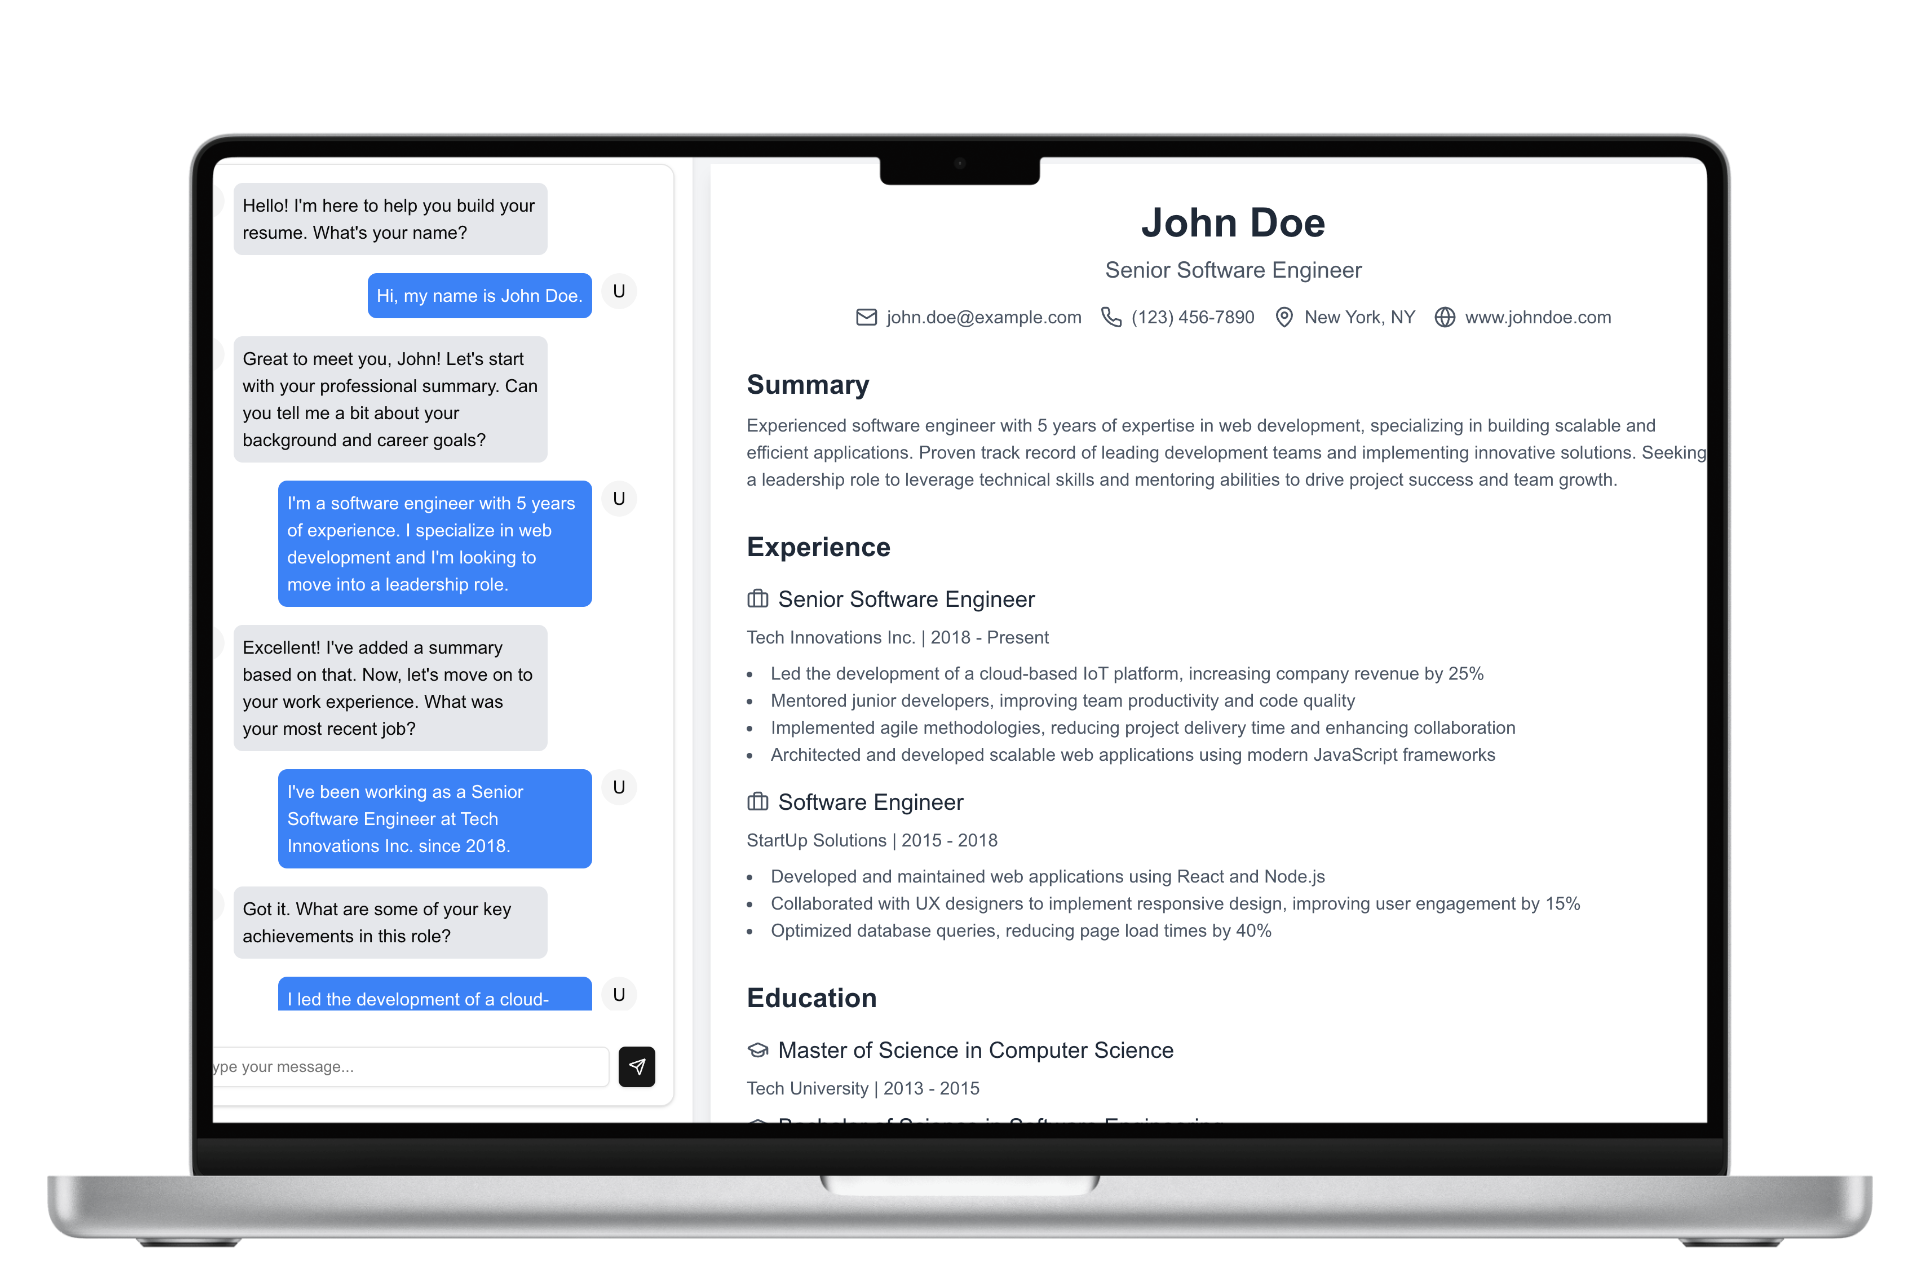 Hello! I'm here to help you build your
resume. What's your name?
Hi, my name is John Doe.
U
Great to meet you, John! Let's start
with your professional summary. Can
you tell me a bit about your
background and career goals?
I'm a software engineer with 5 years
of experience. I specialize in web
development and I'm looking to
move into a leadership role.
U
Excellent! I've added a summary
based on that. Now, let's move on to
your work experience. What was
your most recent job?
I've been working as a Senior
Software Engineer at Tech
Innovations Inc. since 2018.
U
Got it. What are some of your key
achievements in this role?
I led the development of a cloud-
U
ype your message...
John Doe
Senior Software Engineer
john.doe@example.com (123) 456-7890 New York, NY www.johndoe.com
Summary
Experienced software engineer with 5 years of expertise in web development, specializing in building scalable and
efficient applications. Proven track record of leading development teams and implementing innovative solutions. Seeking
a leadership role to leverage technical skills and mentoring abilities to drive project success and team growth.
Experience
Senior Software Engineer
Tech Innovations Inc. | 2018 - Present
• Led the development of a cloud-based IoT platform, increasing company revenue by 25%
• Mentored junior developers, improving team productivity and code quality
• Implemented agile methodologies, reducing project delivery time and enhancing collaboration
• Architected and developed scalable web applications using modern JavaScript frameworks
Software Engineer
StartUp Solutions | 2015 - 2018
• Developed and maintained web applications using React and Node.js
• Collaborated with UX designers to implement responsive design, improving user engagement by 15%
• Optimized database queries, reducing page load times by 40%
Education
Master of Science in Computer Science
Tech University | 2013 - 2015
Bachelor of Science in Software Engineering